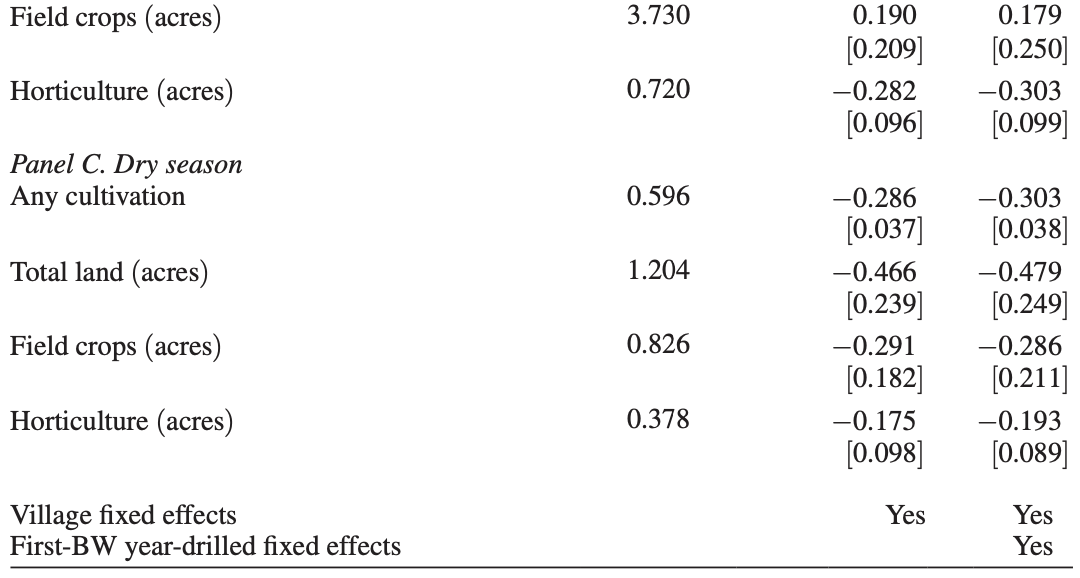 Field crops (acres) 3.730 0.190 0.179
[0.209] [0.250]
Horticulture (acres) 0.720 −0.282 −0.303
[0.096] [0.099]
Panel C. Dry season
Any cultivation 0.596 −0.286 −0.303
[0.037] [0.038]
Total land (acres) 1.204 −0.466 −0.479
[0.239] [0.249]
Field crops (acres) 0.826 −0.291 −0.286
[0.182] [0.211]
Horticulture (acres) 0.378 −0.175 −0.193
[0.098] [0.089]
Village fixed effects Yes Yes
First-BW year-drilled fixed effects Yes